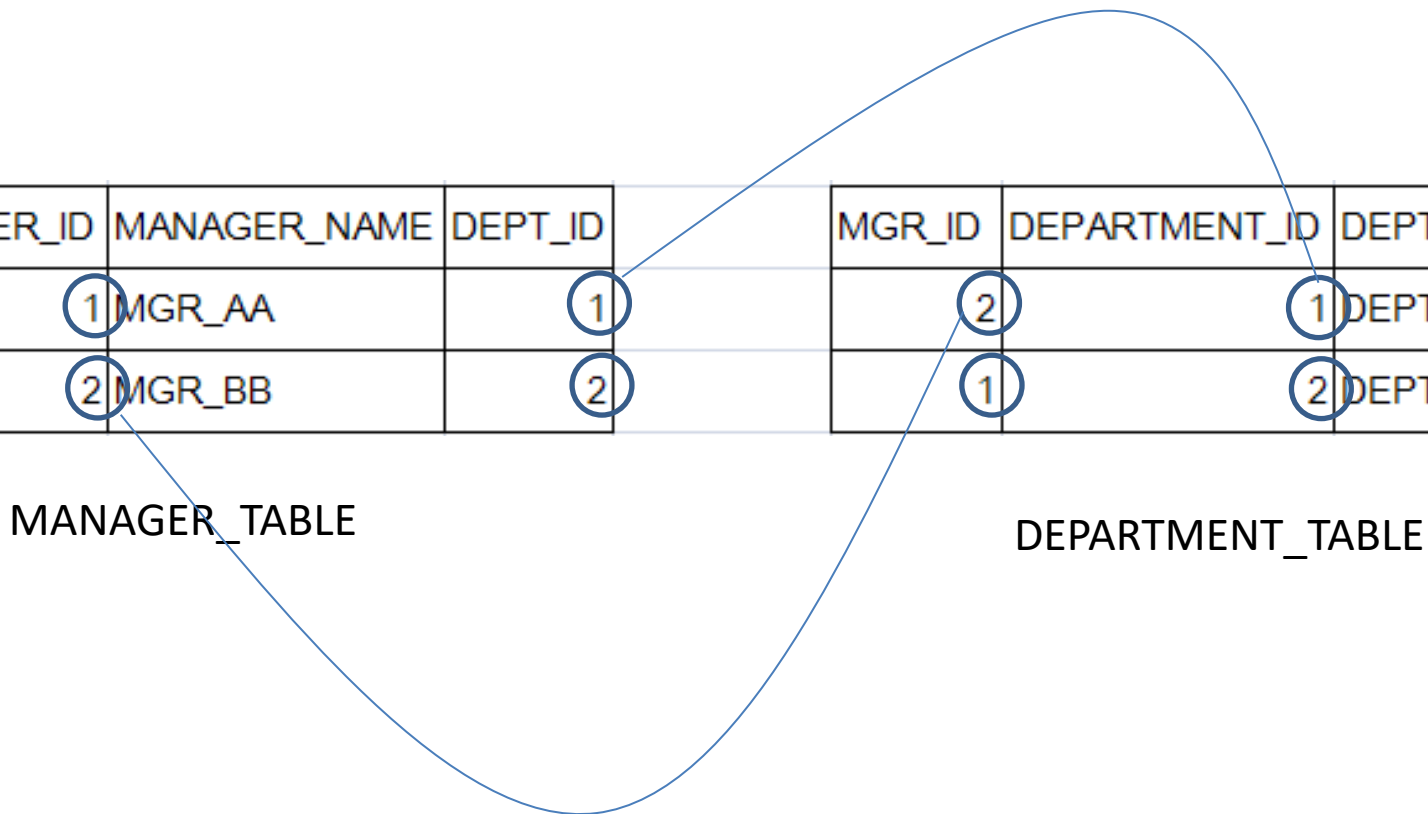 ER_ID MANAGER_NAME DEPT_ID MGR_ID DEPARTMENT_ID DEPT
1 MGR_AA 1 2 1 DEPT
2 MGR_BB 2 1 2 DEPT
MANAGER_TABLE
DEPARTMENT_TABLE